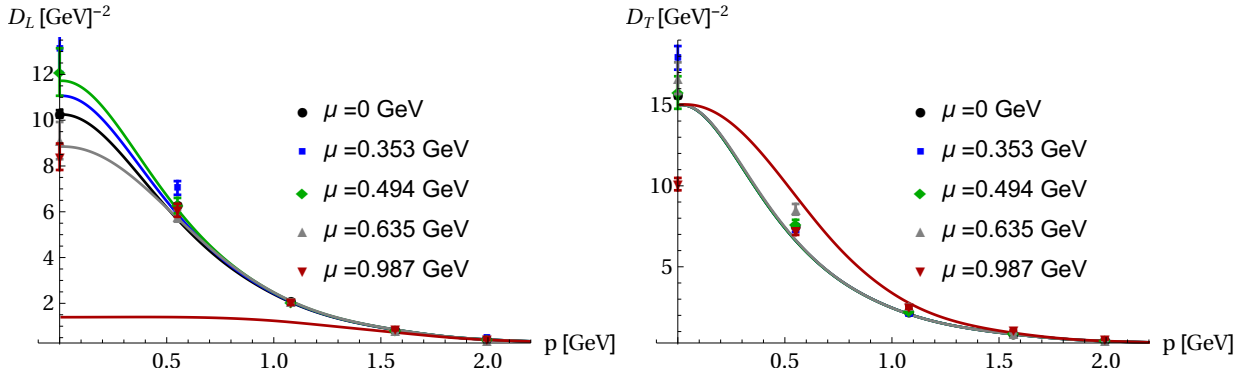 D_L [GeV]⁻²
12
10
8
6
4
2
0.5
1.0
1.5
2.0
p [GeV]
μ =0 GeV
μ =0.353 GeV
μ =0.494 GeV
μ =0.635 GeV
μ =0.987 GeV
D_T [GeV]⁻²
15
10
5
0.5
1.0
1.5
2.0
p [GeV]
μ =0 GeV
μ =0.353 GeV
μ =0.494 GeV
μ =0.635 GeV
μ =0.987 GeV